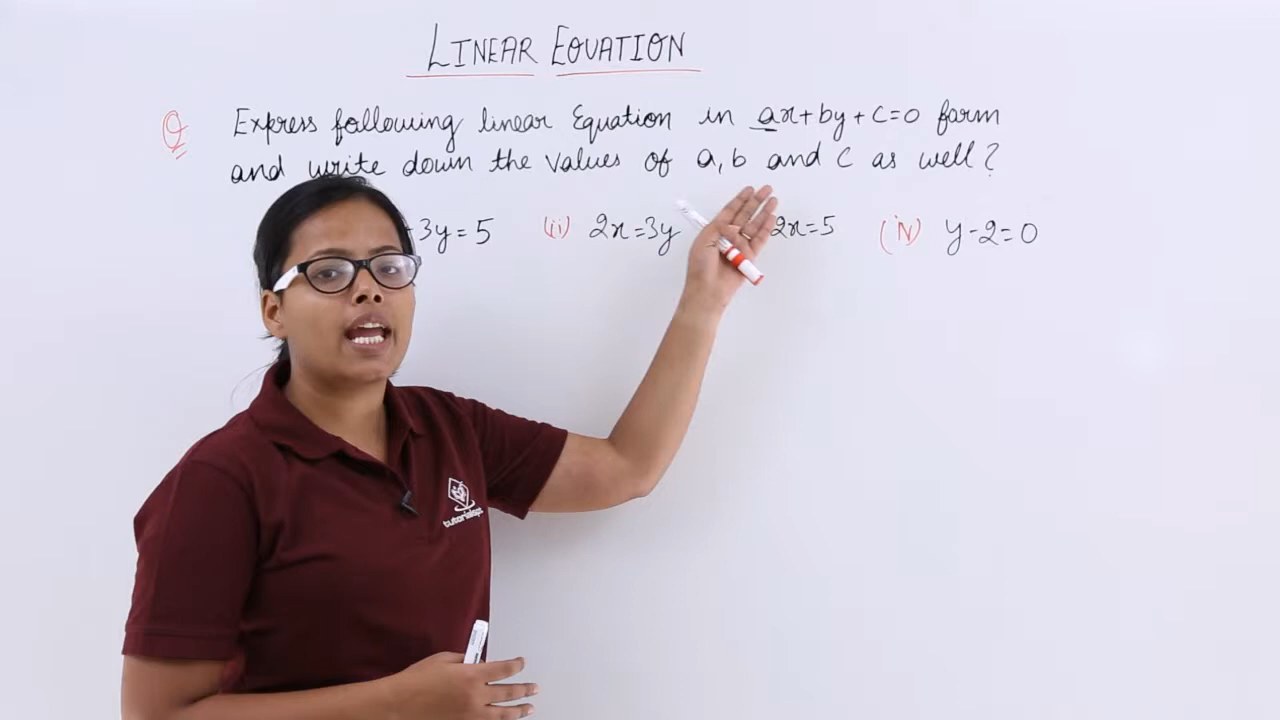 LINEAR EQUATION
Q Express following linear Equation in ax+by+c=0 form
and write down the values of a, b and c as well?
3y=5 (ii) 2x=3y 2x=5 (iv) y-2=0
tutorialspoint